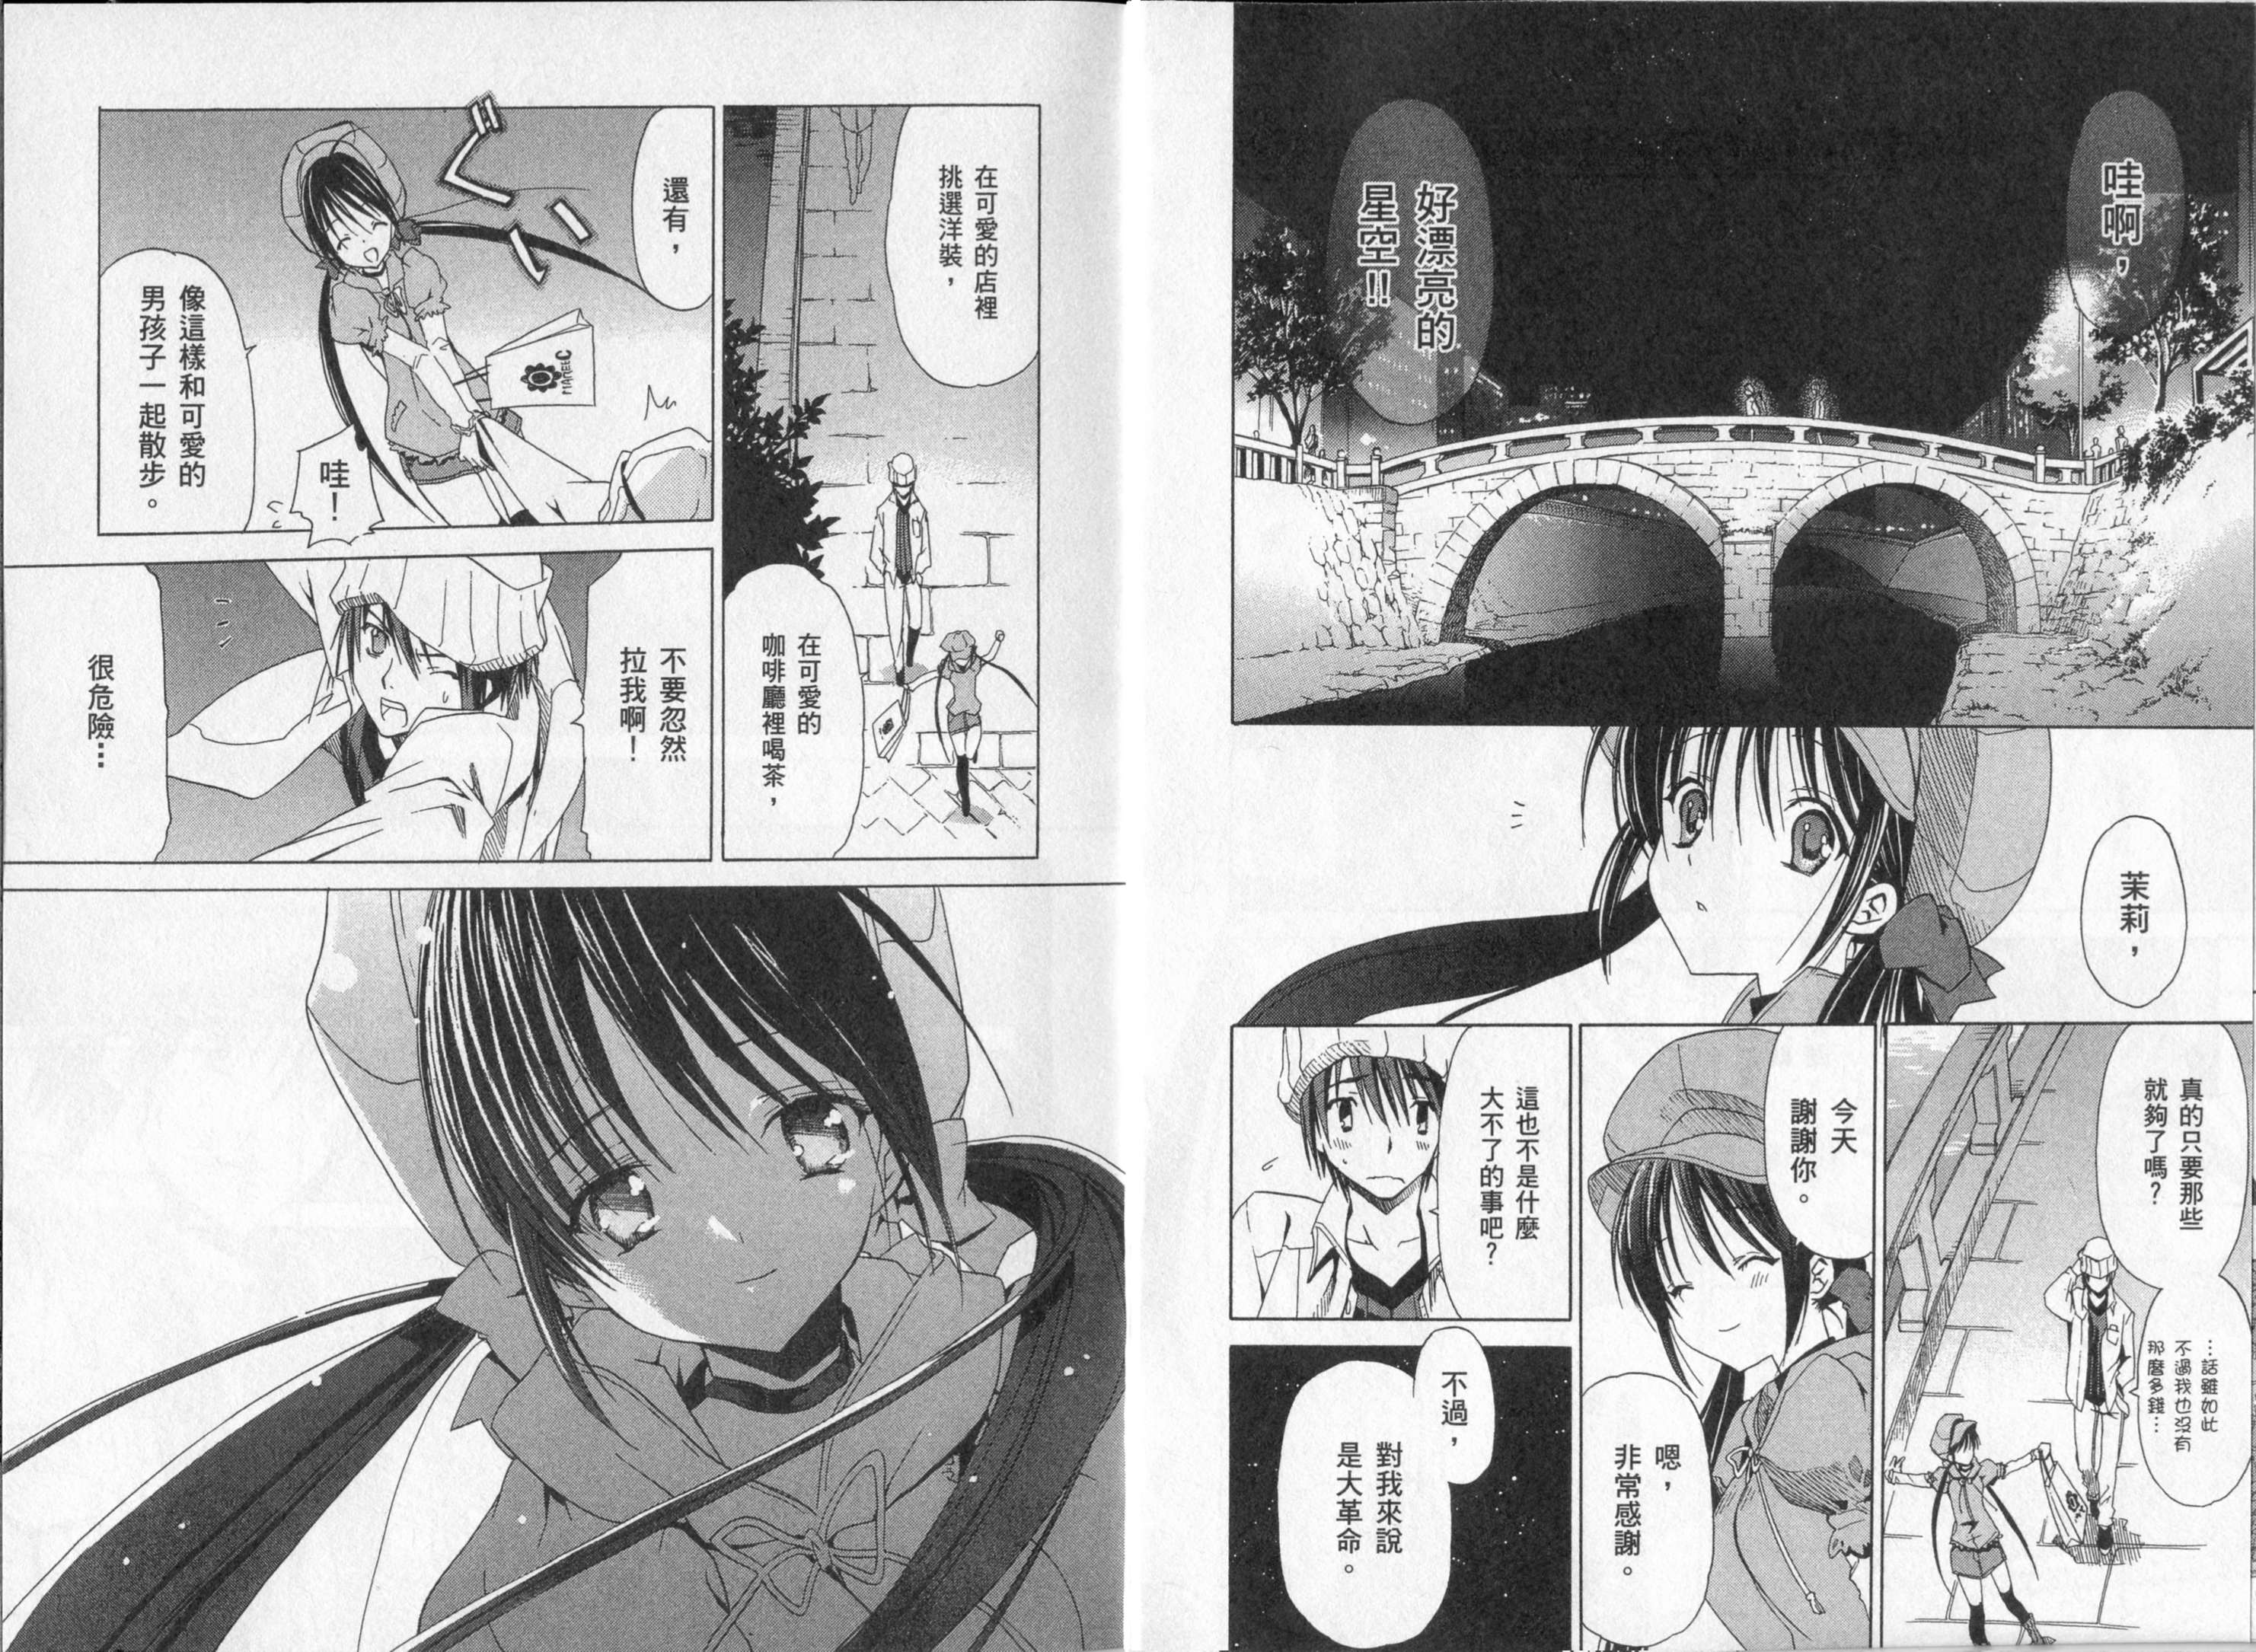 哇啊，
好漂亮的
星空!!
茉莉，
真的只要那些
就夠了嗎？
…話雖如此
不過我也沒有
那麼多錢…
今天
謝謝你。
嗯，
非常感謝。
這也不是什麼
大不了的事吧？
不過，
對我來說
是大革命。
在可愛的店裡
挑選洋裝，
在可愛的
咖啡廳裡喝茶，
還有，
像這樣和可愛的
男孩子一起散步。
哇！
不要忽然
拉我啊！
很危險…